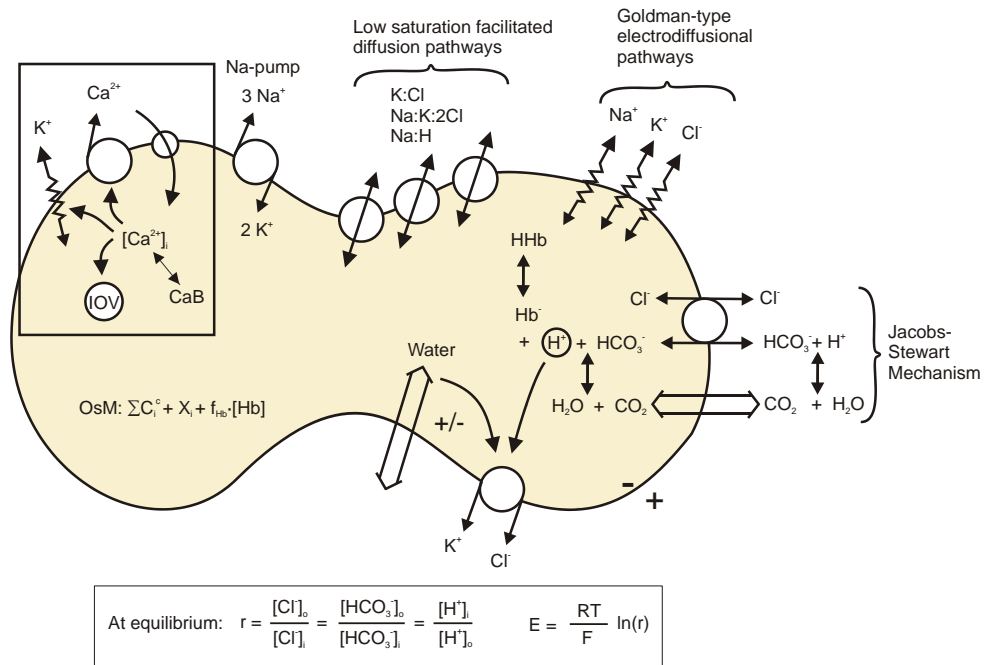 Low saturation facilitated
diffusion pathways
K:Cl
Na:K:2Cl
Na:H
Goldman-type
electrodiffusional
pathways
Na⁺
K⁺
Cl⁻
Na-pump
3 Na⁺
2 K⁺
Ca²⁺
K⁺
[Ca²⁺]ᵢ
IOV
CaB
HHb
Hb⁻
+ H⁺ + HCO₃⁻
H₂O + CO₂
Cl⁻
Cl⁻
HCO₃⁻ + H⁺
CO₂ + H₂O
Jacobs-
Stewart
Mechanism
Water
+/-
OsM: ∑Cᵢᶜ + Xᵢ + f_Hb·[Hb]
- +
K⁺
Cl⁻
At equilibrium: r = [Cl⁻]ₒ / [Cl⁻]ᵢ = [HCO₃⁻]ₒ / [HCO₃⁻]ᵢ = [H⁺]ᵢ / [H⁺]ₒ E = RT / F ln(r)